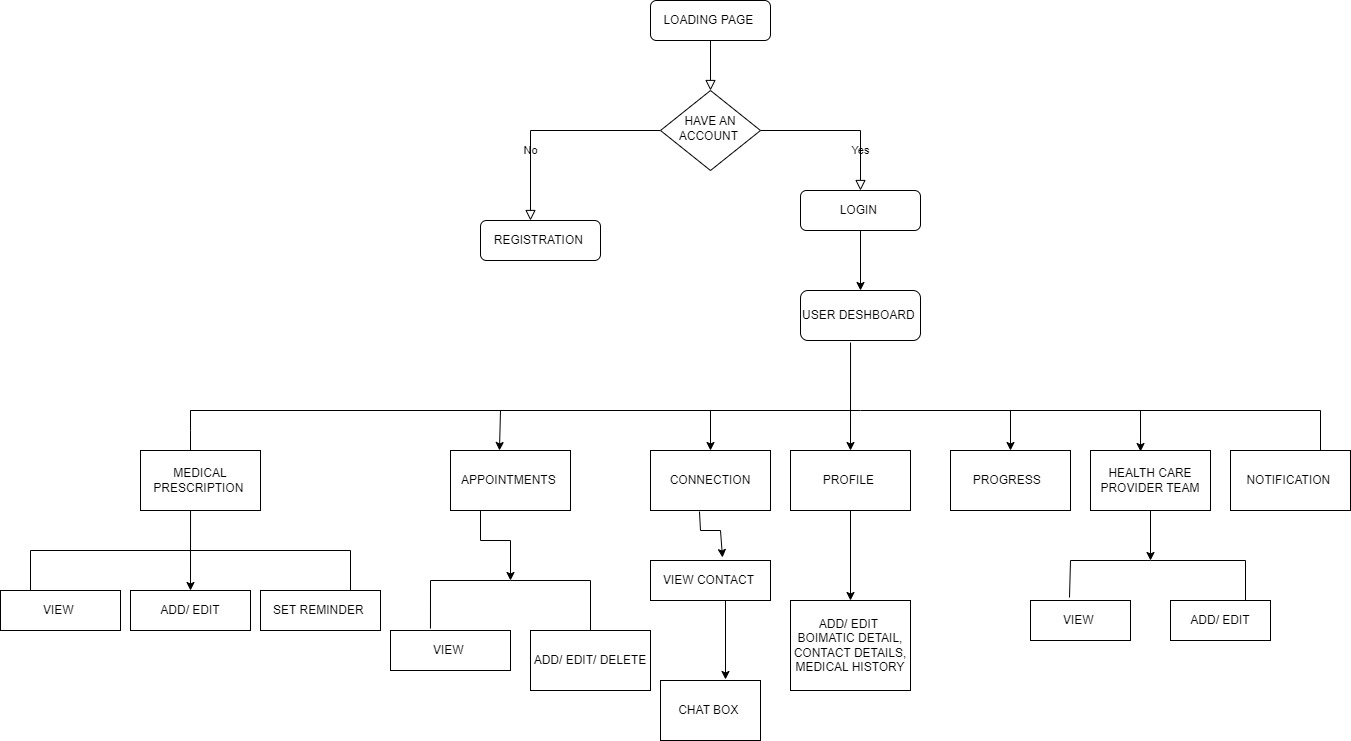 LOADING PAGE
HAVE AN
ACCOUNT
No
Yes
LOGIN
REGISTRATION
USER DESHBOARD
MEDICAL
PRESCRIPTION
APPOINTMENTS
CONNECTION
PROFILE
PROGRESS
HEALTH CARE
PROVIDER TEAM
NOTIFICATION
VIEW
ADD/ EDIT
SET REMINDER
VIEW
ADD/ EDIT/ DELETE
VIEW CONTACT
CHAT BOX
ADD/ EDIT
BOIMATIC DETAIL,
CONTACT DETAILS,
MEDICAL HISTORY
VIEW
ADD/ EDIT